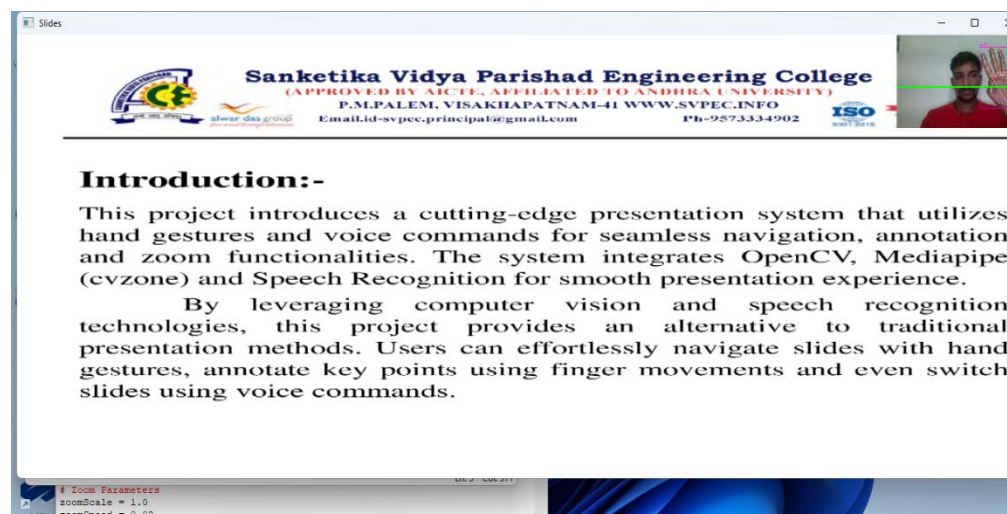 Slides
Sanketika Vidya Parishad Engineering College
(APPROVED BY AICTE, AFFILIATED TO ANDHRA UNIVERSITY)
P.M.PALEM, VISAKHAPATNAM-41 WWW.SVPEC.INFO
alwar das group
Email.id-svpec.principal@gmail.com Ph-9573334902
ISO
9001 2015
Introduction:-
This project introduces a cutting-edge presentation system that utilizes
hand gestures and voice commands for seamless navigation, annotation
and zoom functionalities. The system integrates OpenCV, Mediapipe
(cvzone) and Speech Recognition for smooth presentation experience.
By leveraging computer vision and speech recognition
technologies, this project provides an alternative to traditional
presentation methods. Users can effortlessly navigate slides with hand
gestures, annotate key points using finger movements and even switch
slides using voice commands.
# Zoom Parameters
zoomScale = 1.0